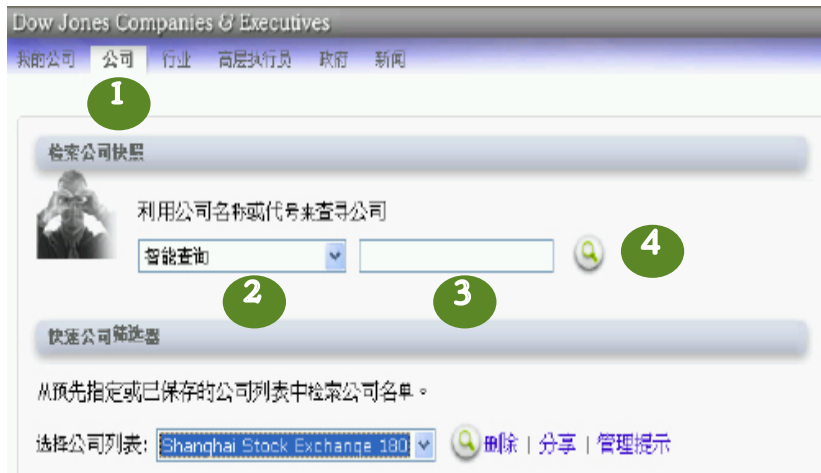 Dow Jones Companies & Executives
我的公司 公司 行业 高层执行员 政府 新闻
1
检索公司快照
利用公司名称或代号来查寻公司
智能查询
4
2 3
快速公司筛选器
从预先指定或已保存的公司列表中检索公司名单。
选择公司列表: Shanghai Stock Exchange 180 删除 | 分享 | 管理提示